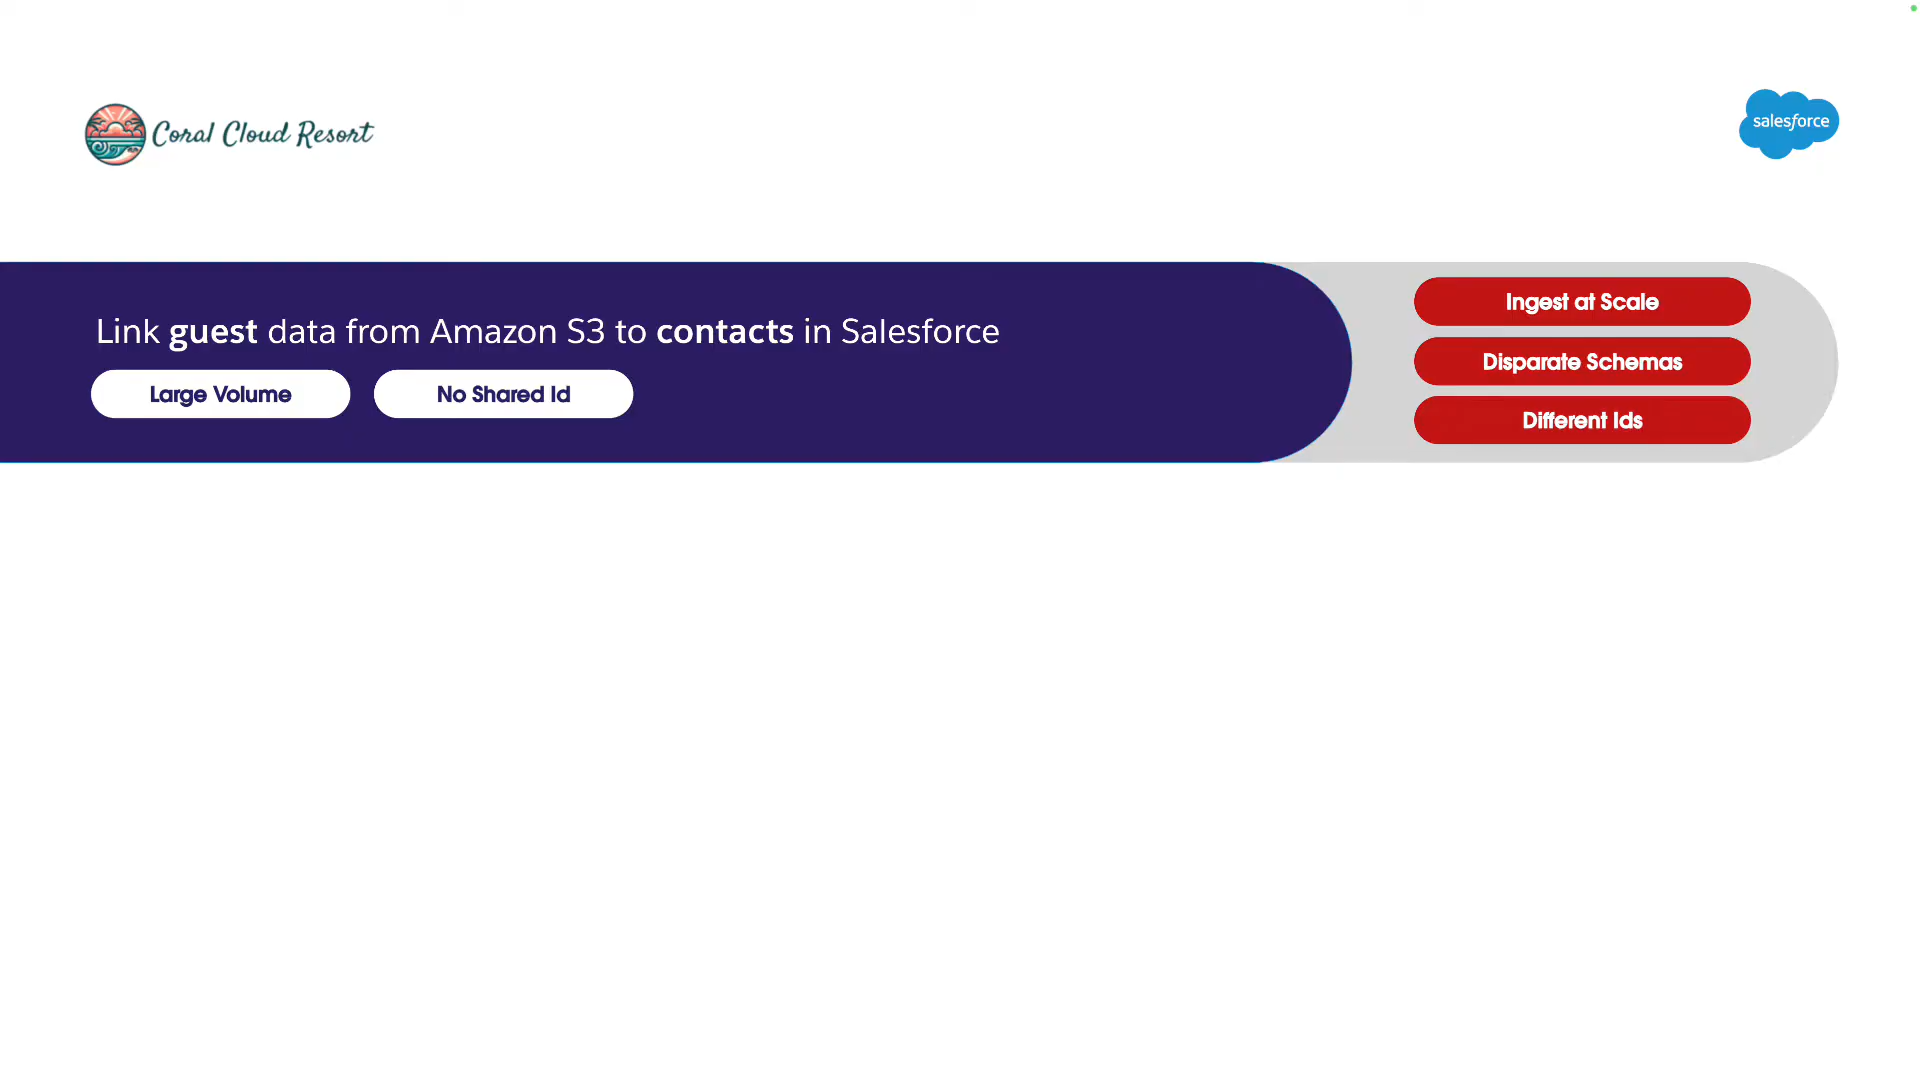 Coral Cloud Resort
salesforce
Link guest data from Amazon S3 to contacts in Salesforce
Large Volume
No Shared Id
Ingest at Scale
Disparate Schemas
Different Ids